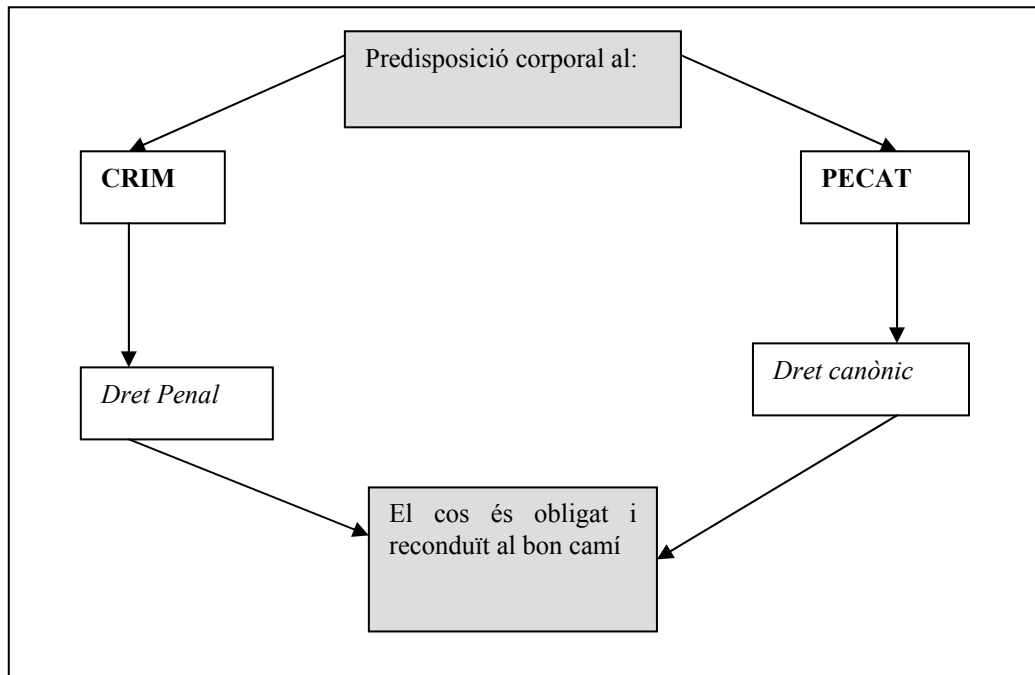 Predisposició corporal al:
CRIM
PECAT
Dret Penal
Dret canònic
El cos és obligat i
reconduït al bon camí